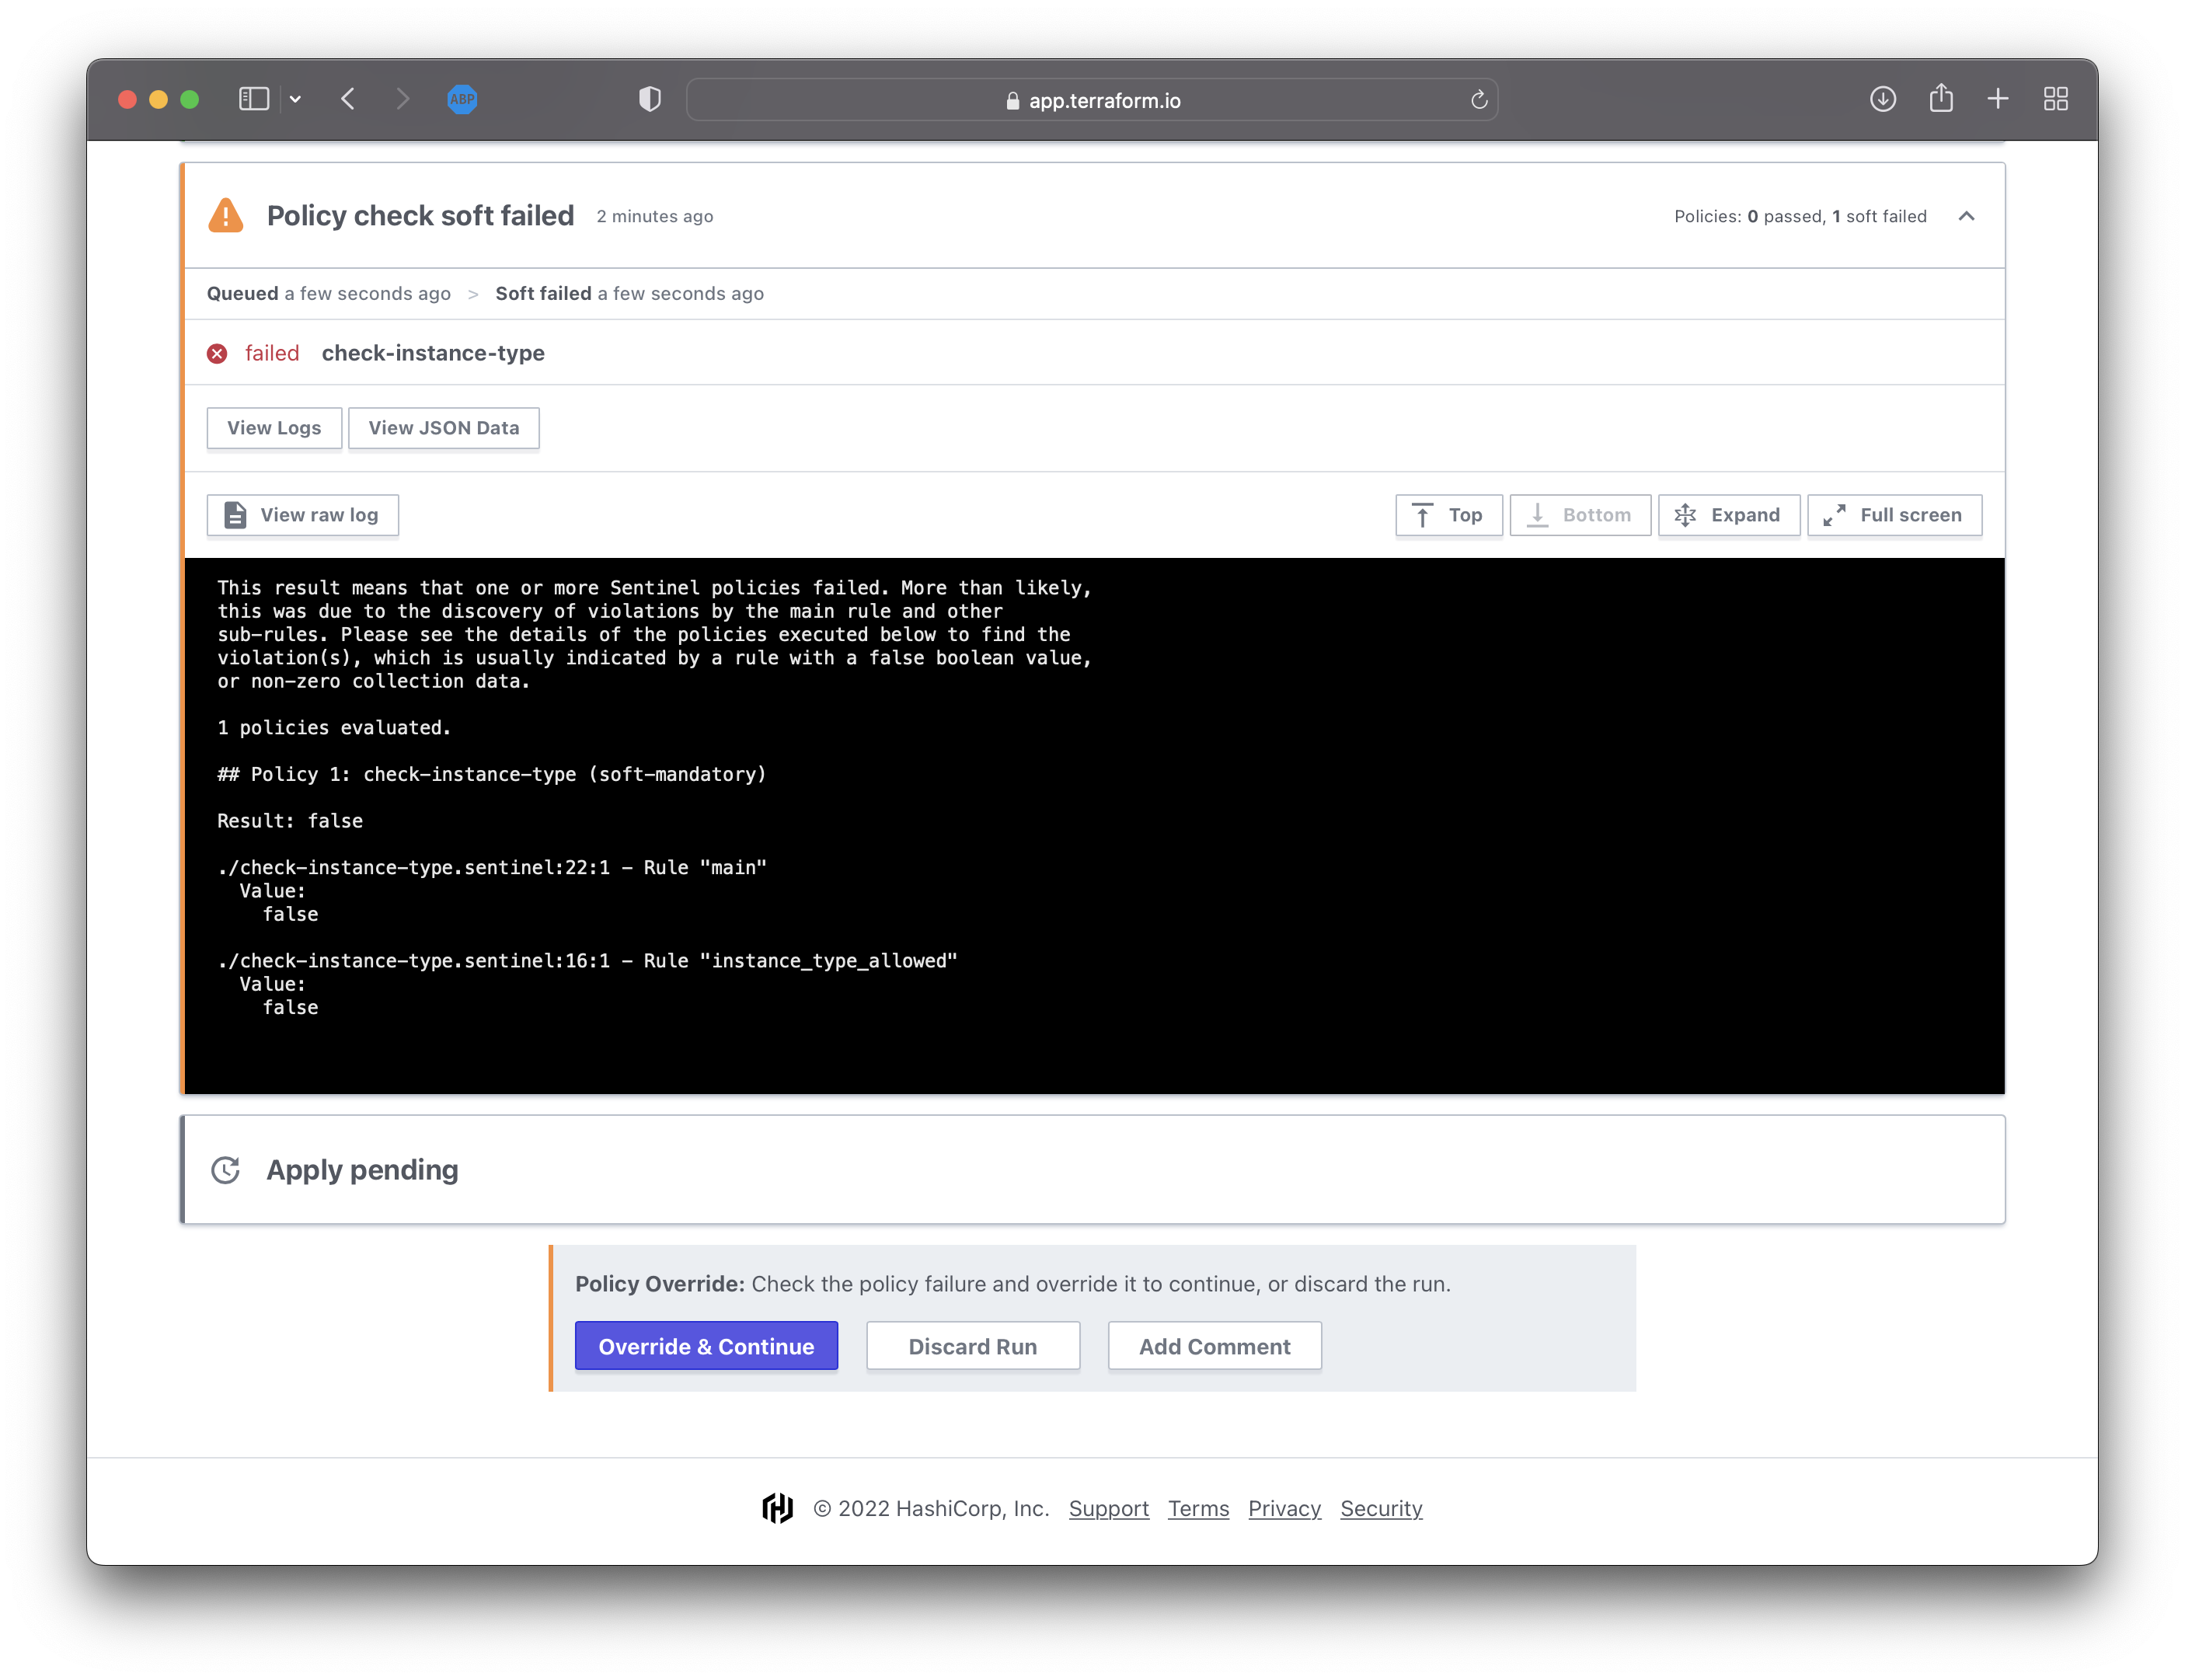 ABP
app.terraform.io
Policy check soft failed 2 minutes ago Policies: 0 passed, 1 soft failed
Queued a few seconds ago > Soft failed a few seconds ago
failed check-instance-type
View Logs View JSON Data
View raw log Top Bottom Expand Full screen
This result means that one or more Sentinel policies failed. More than likely,
this was due to the discovery of violations by the main rule and other
sub-rules. Please see the details of the policies executed below to find the
violation(s), which is usually indicated by a rule with a false boolean value,
or non-zero collection data.
1 policies evaluated.
## Policy 1: check-instance-type (soft-mandatory)
Result: false
./check-instance-type.sentinel:22:1 - Rule "main"
Value:
false
./check-instance-type.sentinel:16:1 - Rule "instance_type_allowed"
Value:
false
Apply pending
Policy Override: Check the policy failure and override it to continue, or discard the run.
Override & Continue Discard Run Add Comment
© 2022 HashiCorp, Inc. Support Terms Privacy Security